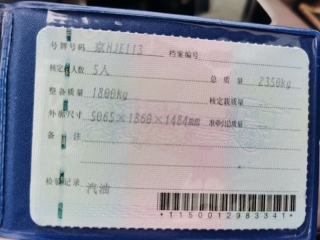 号牌号码 京HJE113 档案编号
核定载人数 5人 总质量 2350kg
整备质量 1800kg 核定载质量
外廓尺寸 5065×1860×1484mm 准牵引总质量
备注
检验记录
汽油
*1150012983341*